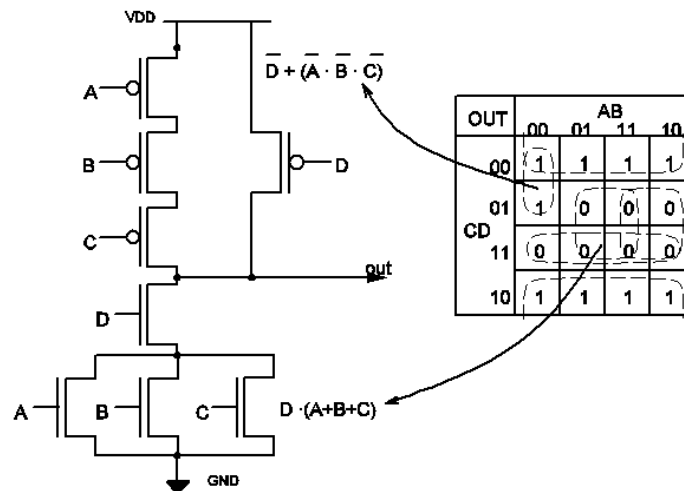 VDD
A
B
C
D
D̅ + (A̅ · B̅ · C̅)
out
D
A
B
C
D ·(A+B+C)
GND
OUT AB
00 01 11 10
00 1 1 1 1
01 1 0 0 0
CD
11 0 0 0 0
10 1 1 1 1